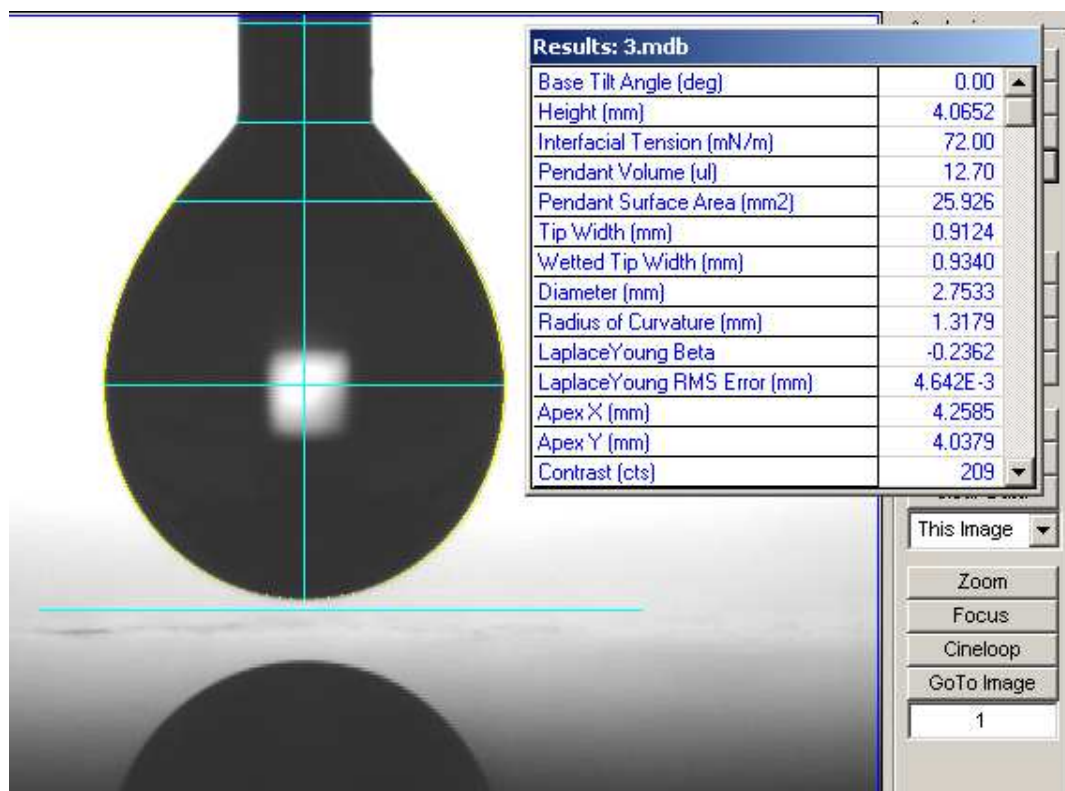 Results: 3.mdb
Base Tilt Angle (deg) 0.00
Height (mm) 4.0652
Interfacial Tension (mN/m) 72.00
Pendant Volume (ul) 12.70
Pendant Surface Area (mm2) 25.926
Tip Width (mm) 0.9124
Wetted Tip Width (mm) 0.9340
Diameter (mm) 2.7533
Radius of Curvature (mm) 1.3179
LaplaceYoung Beta -0.2362
LaplaceYoung RMS Error (mm) 4.642E-3
Apex X (mm) 4.2585
Apex Y (mm) 4.0379
Contrast (cts) 209
This Image
Zoom
Focus
Cineloop
GoTo Image
1